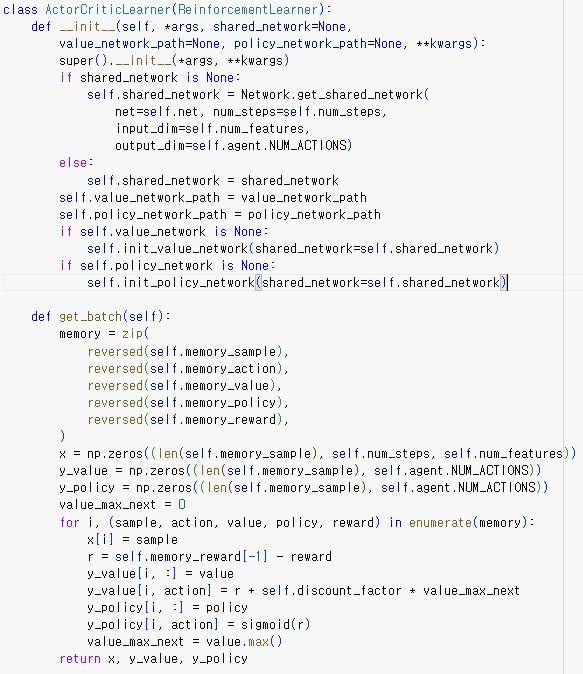 class ActorCriticLearner(ReinforcementLearner):
    def __init__(self, *args, shared_network=None,
        value_network_path=None, policy_network_path=None, **kwargs):
        super().__init__(*args, **kwargs)
        if shared_network is None:
            self.shared_network = Network.get_shared_network(
                net=self.net, num_steps=self.num_steps,
                input_dim=self.num_features,
                output_dim=self.agent.NUM_ACTIONS)
        else:
            self.shared_network = shared_network
        self.value_network_path = value_network_path
        self.policy_network_path = policy_network_path
        if self.value_network is None:
            self.init_value_network(shared_network=self.shared_network)
        if self.policy_network is None:
            self.init_policy_network(shared_network=self.shared_network)

    def get_batch(self):
        memory = zip(
            reversed(self.memory_sample),
            reversed(self.memory_action),
            reversed(self.memory_value),
            reversed(self.memory_policy),
            reversed(self.memory_reward),
        )
        x = np.zeros((len(self.memory_sample), self.num_steps, self.num_features))
        y_value = np.zeros((len(self.memory_sample), self.agent.NUM_ACTIONS))
        y_policy = np.zeros((len(self.memory_sample), self.agent.NUM_ACTIONS))
        value_max_next = 0
        for i, (sample, action, value, policy, reward) in enumerate(memory):
            x[i] = sample
            r = self.memory_reward[-1] - reward
            y_value[i, :] = value
            y_value[i, action] = r + self.discount_factor * value_max_next
            y_policy[i, :] = policy
            y_policy[i, action] = sigmoid(r)
            value_max_next = value.max()
        return x, y_value, y_policy